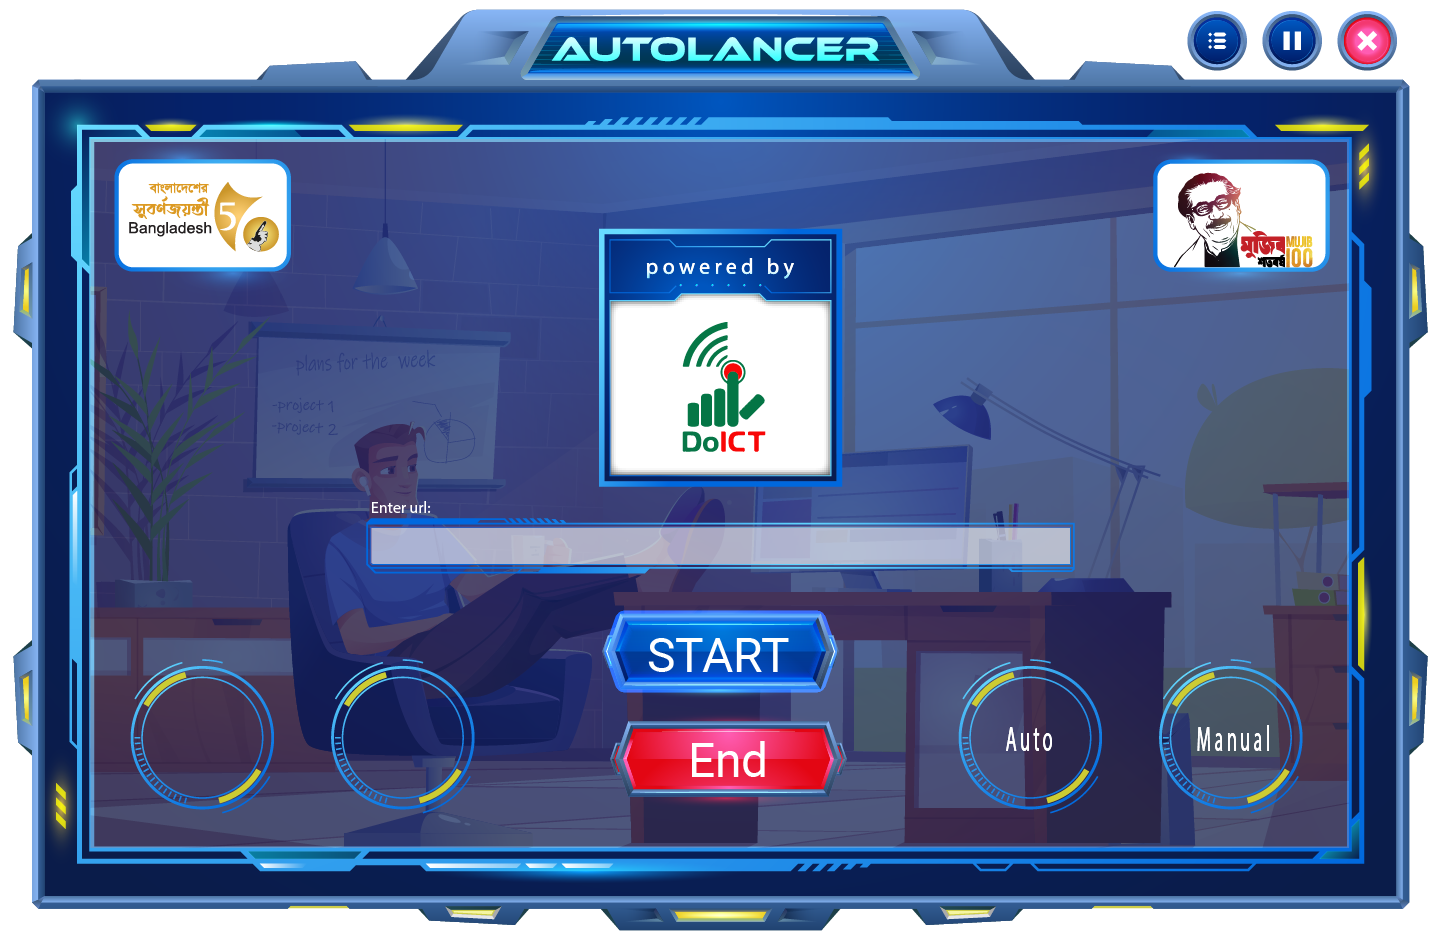 AUTOLANCER
বাংলাদেশের
সুবর্ণজয়ন্তী
50
Bangladesh
মুজিব
শতবর্ষ
MUJIB
100
powered by
DoICT
plans for the week
-project 1
-project 2
Enter url:
START
End
Auto
Manual